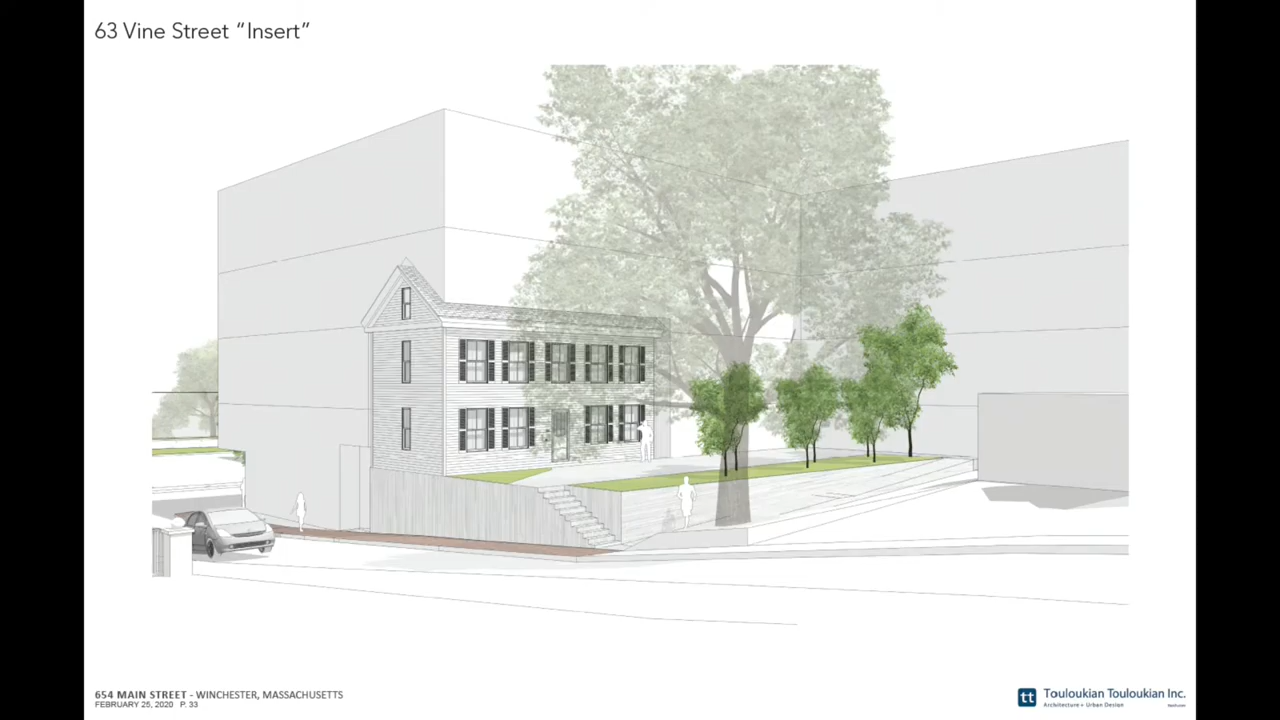 63 Vine Street “Insert”
654 MAIN STREET - WINCHESTER, MASSACHUSETTS
FEBRUARY 25, 2020 P. 33
tt
Touloukian Touloukian Inc.
Architecture + Urban Design